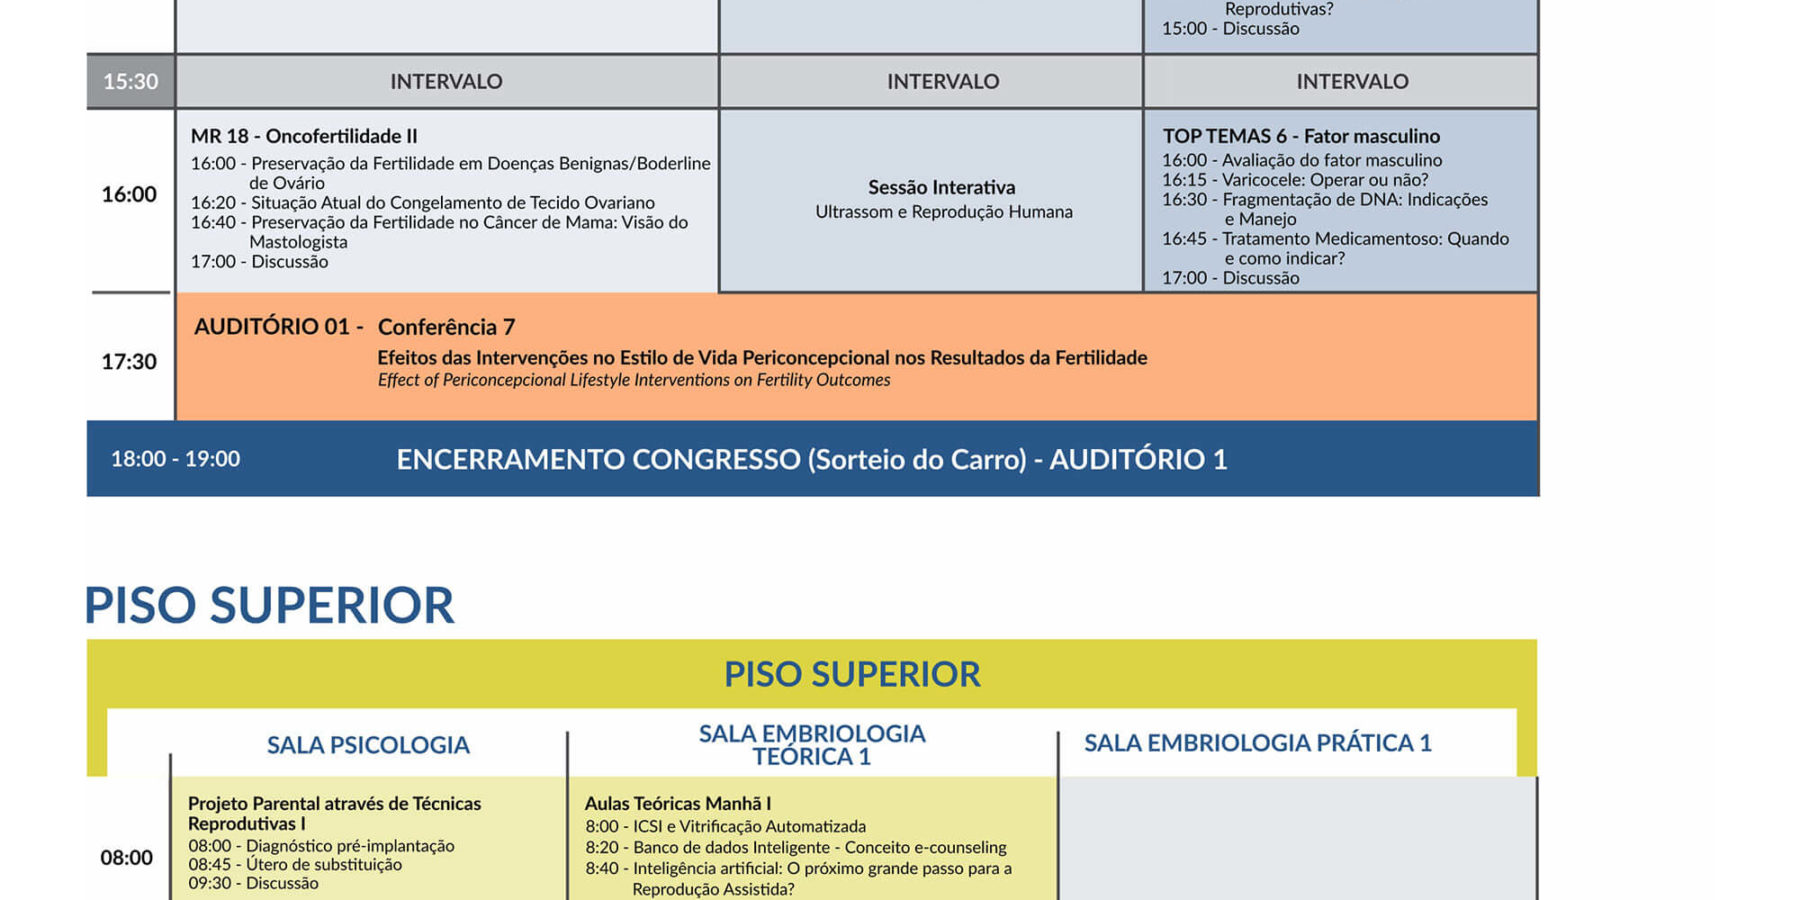 Reprodutivas?
15:00 - Discussão
15:30
INTERVALO
INTERVALO
INTERVALO
16:00
MR 18 - Oncofertilidade II
16:00 - Preservação da Fertilidade em Doenças Benignas/Boderline
de Ovário
16:20 - Situação Atual do Congelamento de Tecido Ovariano
16:40 - Preservação da Fertilidade no Câncer de Mama: Visão do
Mastologista
17:00 - Discussão
Sessão Interativa
Ultrassom e Reprodução Humana
TOP TEMAS 6 - Fator masculino
16:00 - Avaliação do fator masculino
16:15 - Varicocele: Operar ou não?
16:30 - Fragmentação de DNA: Indicações
e Manejo
16:45 - Tratamento Medicamentoso: Quando
e como indicar?
17:00 - Discussão
17:30
AUDITÓRIO 01 - Conferência 7
Efeitos das Intervenções no Estilo de Vida Periconcepcional nos Resultados da Fertilidade
Effect of Periconcepcional Lifestyle Interventions on Fertility Outcomes
18:00 - 19:00
ENCERRAMENTO CONGRESSO (Sorteio do Carro) - AUDITÓRIO 1
PISO SUPERIOR
PISO SUPERIOR
SALA PSICOLOGIA
SALA EMBRIOLOGIA
TEÓRICA 1
SALA EMBRIOLOGIA PRÁTICA 1
08:00
Projeto Parental através de Técnicas
Reprodutivas I
08:00 - Diagnóstico pré-implantação
08:45 - Útero de substituição
09:30 - Discussão
Aulas Teóricas Manhã I
8:00 - ICSI e Vitrificação Automatizada
8:20 - Banco de dados Inteligente - Conceito e-counseling
8:40 - Inteligência artificial: O próximo grande passo para a
Reprodução Assistida?